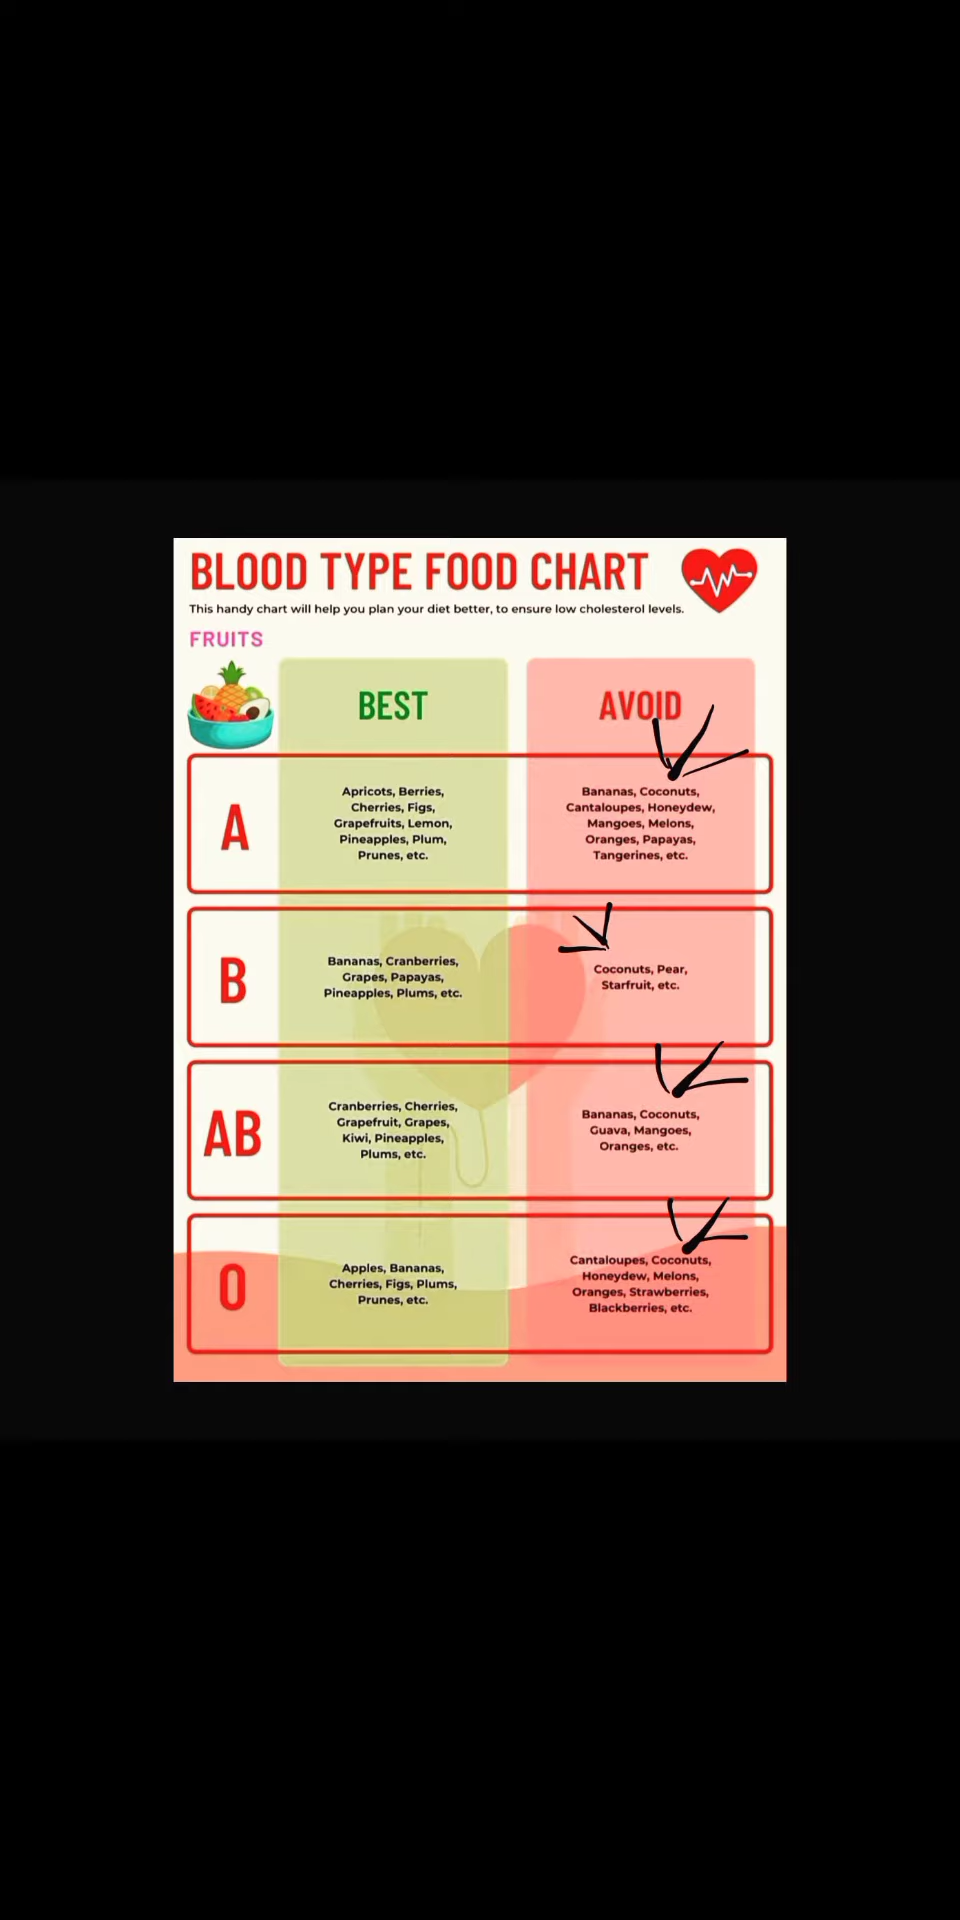 BLOOD TYPE FOOD CHART
This handy chart will help you plan your diet better, to ensure low cholesterol levels.
FRUITS
BEST
AVOID
A
Apricots, Berries,
Cherries, Figs,
Grapefruits, Lemon,
Pineapples, Plum,
Prunes, etc.
Bananas, Coconuts,
Cantaloupes, Honeydew,
Mangoes, Melons,
Oranges, Papayas,
Tangerines, etc.
B
Bananas, Cranberries,
Grapes, Papayas,
Pineapples, Plums, etc.
Coconuts, Pear,
Starfruit, etc.
AB
Cranberries, Cherries,
Grapefruit, Grapes,
Kiwi, Pineapples,
Plums, etc.
Bananas, Coconuts,
Guava, Mangoes,
Oranges, etc.
O
Apples, Bananas,
Cherries, Figs, Plums,
Prunes, etc.
Cantaloupes, Coconuts,
Honeydew, Melons,
Oranges, Strawberries,
Blackberries, etc.